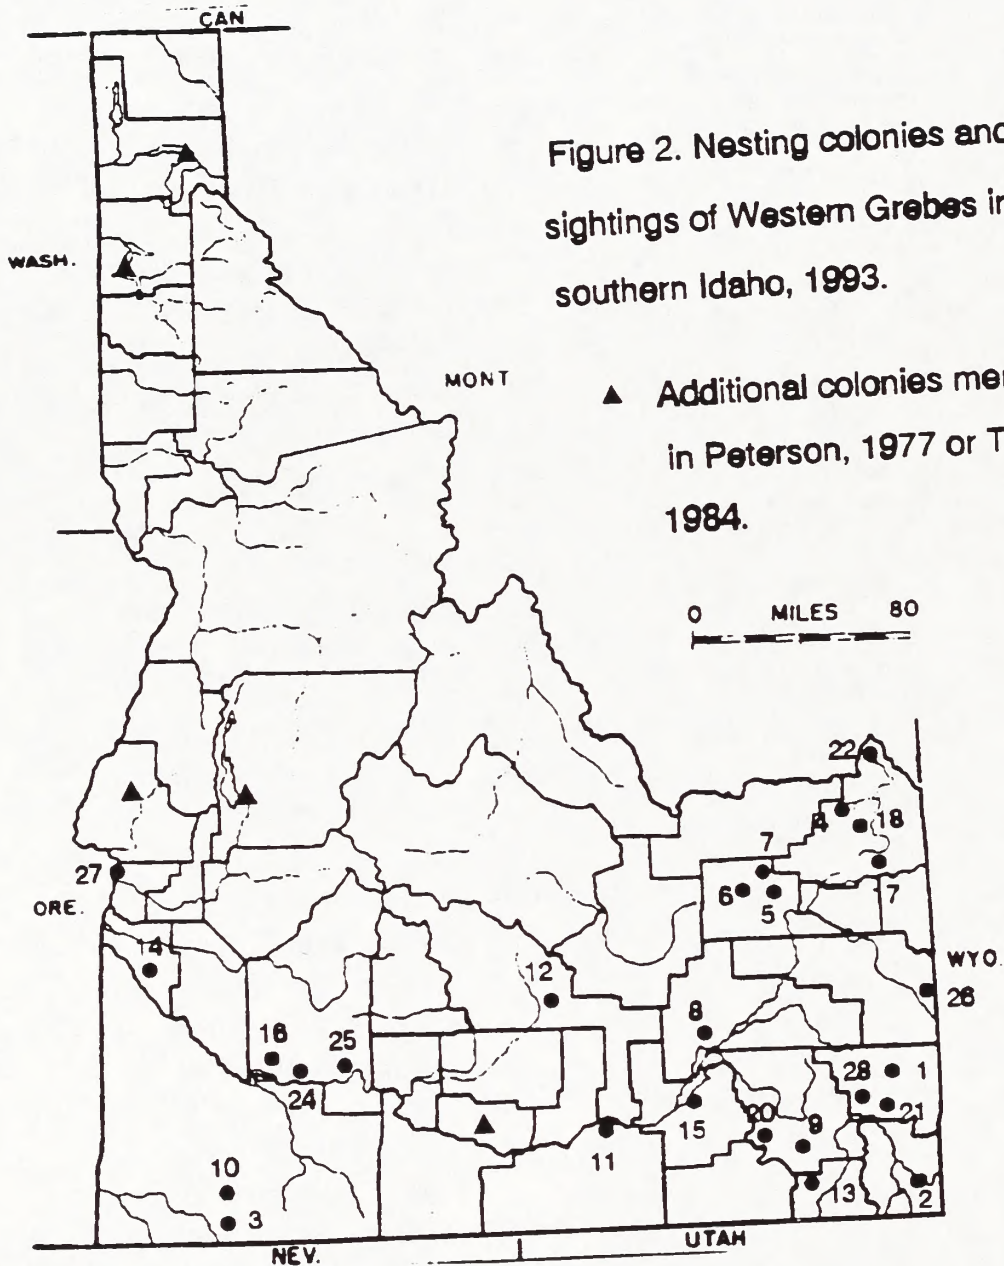 CAN
Figure 2. Nesting colonies and
sightings of Western Grebes in
southern Idaho, 1993.
WASH.
MONT
▲ Additional colonies
in Peterson, 1977 or
1984.
0 MILES 80
22
4
18
7
27
6
5
7
ORE.
14
12
WYO.
26
8
16
25
28
1
24
21
15
20
9
10
11
13
2
3
NEV.
UTAH